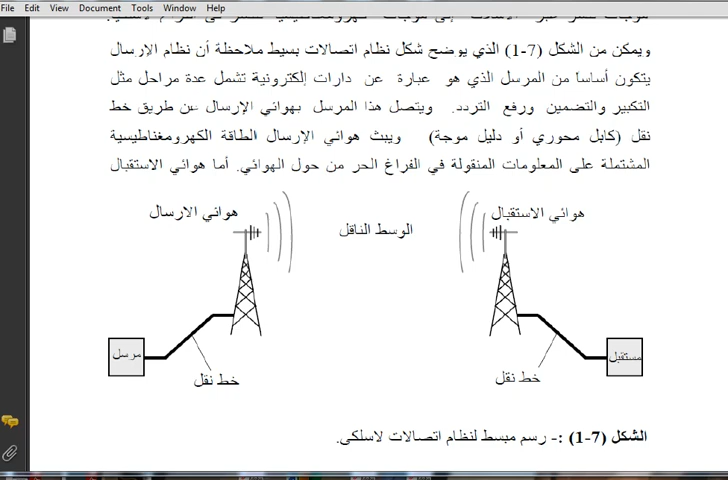 File Edit View Document Tools Window Help
ويمكن من الشكل (7-1) الذي يوضح شكل نظام اتصالات بسيط ملاحظة أن نظام الإرسال
يتكون أساساً من المرسل الذي هو عبارة عن دارات إلكترونية تشمل عدة مراحل مثل
التكبير والتضمين ورفع التردد. ويتصل هذا المرسل بهوائي الإرسال عن طريق خط
نقل (كابل محوري أو دليل موجة) ويبث هوائي الإرسال الطاقة الكهرومغناطيسية
المشتملة على المعلومات المنقولة في الفراغ الحر من حول الهوائي. أما هوائي الاستقبال
هوائي الاستقبال
هوائي الارسال
الوسط الناقل
مستقبل
مرسل
خط نقل
خط نقل
الشكل (7-1) :- رسم مبسط لنظام اتصالات لاسلكي.